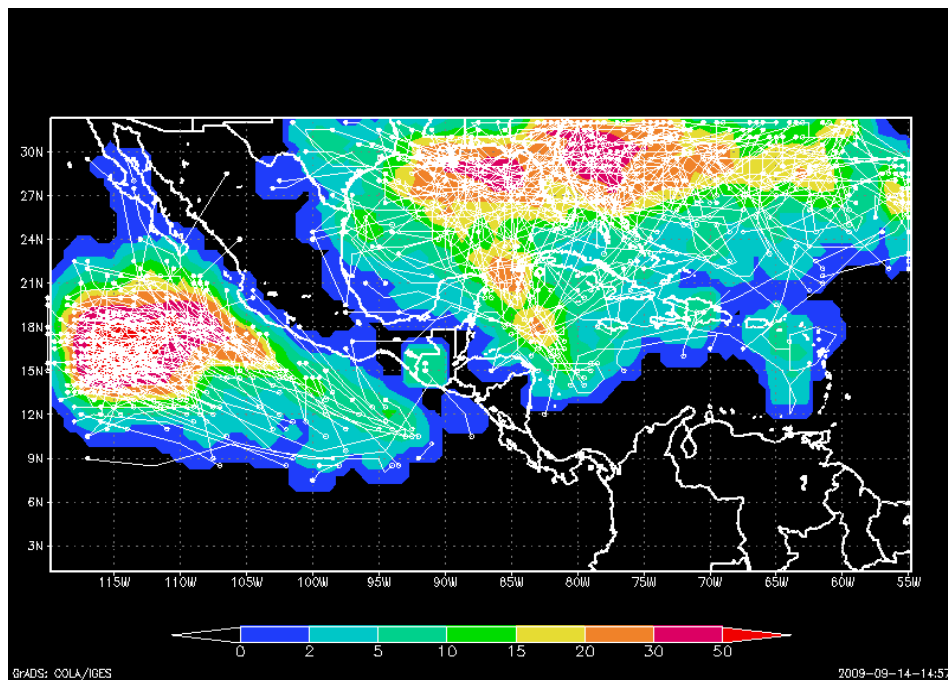 30N
27N
24N
21N
18N
15N
12N
9N
6N
3N
115W 110W 105W 100W 95W 90W 85W 80W 75W 70W 65W 60W 55W
0 2 5 10 15 20 30 50
GrADS: COLA/IGES 2009-09-14-14:57